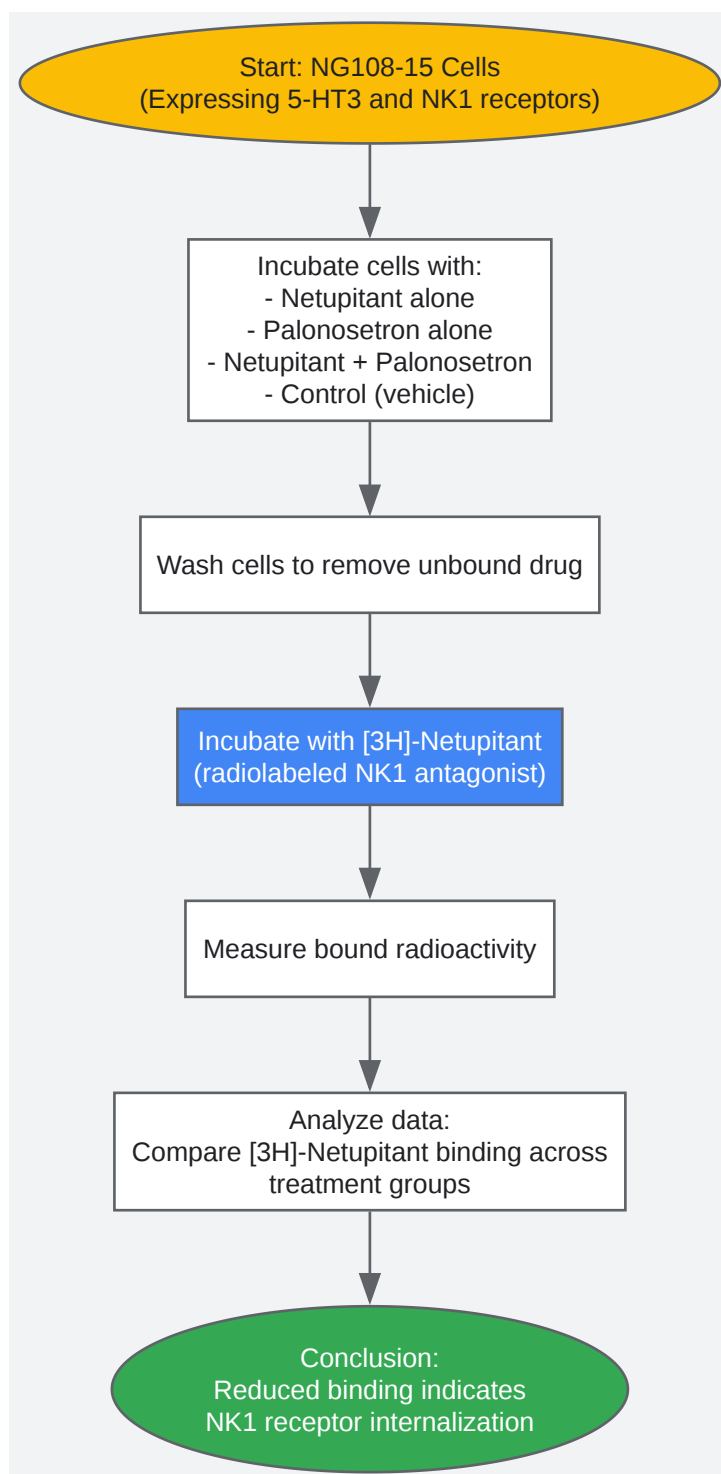 Start: NG108-15 Cells
(Expressing 5-HT3 and NK1 receptors)
Incubate cells with:
- Netupitant alone
- Palonosetron alone
- Netupitant + Palonosetron
- Control (vehicle)
Wash cells to remove unbound drug
Incubate with [3H]-Netupitant
(radiolabeled NK1 antagonist)
Measure bound radioactivity
Analyze data:
Compare [3H]-Netupitant binding across
treatment groups
Conclusion:
Reduced binding indicates
NK1 receptor internalization